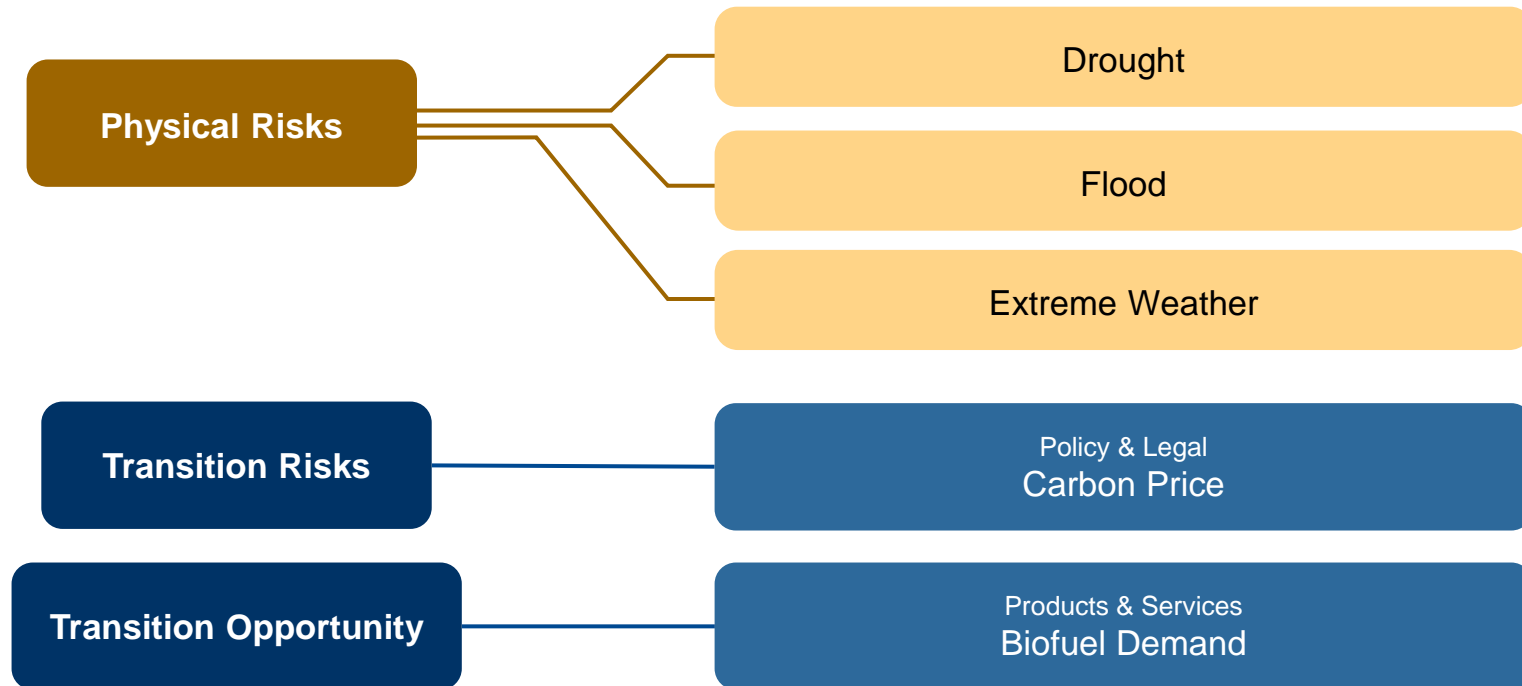 Physical Risks
Drought
Flood
Extreme Weather
Transition Risks
Policy & Legal
Carbon Price
Transition Opportunity
Products & Services
Biofuel Demand